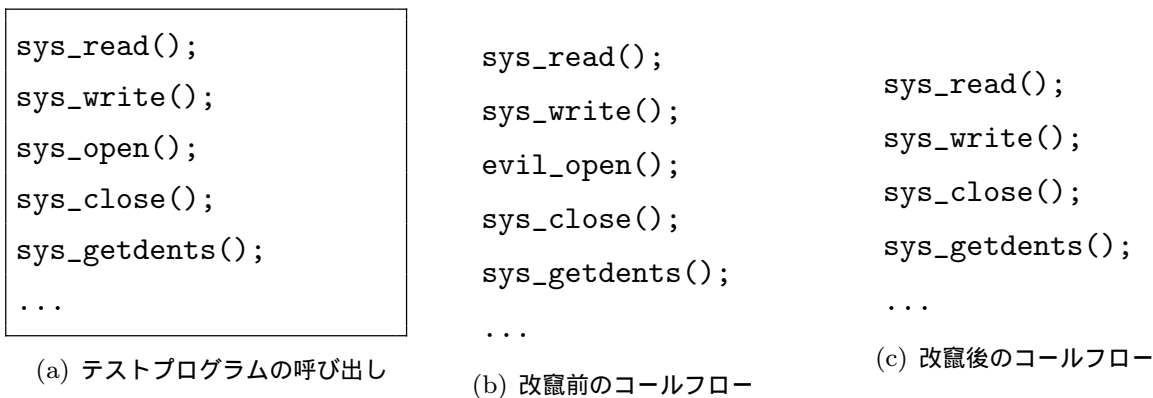 sys_read();
sys_write();
sys_open();
sys_close();
sys_getdents();
...
(a) テストプログラムの呼び出し
sys_read();
sys_write();
evil_open();
sys_close();
sys_getdents();
...
(b) 改竄前のコールフロー
sys_read();
sys_write();
sys_close();
sys_getdents();
...
(c) 改竄後のコールフロー